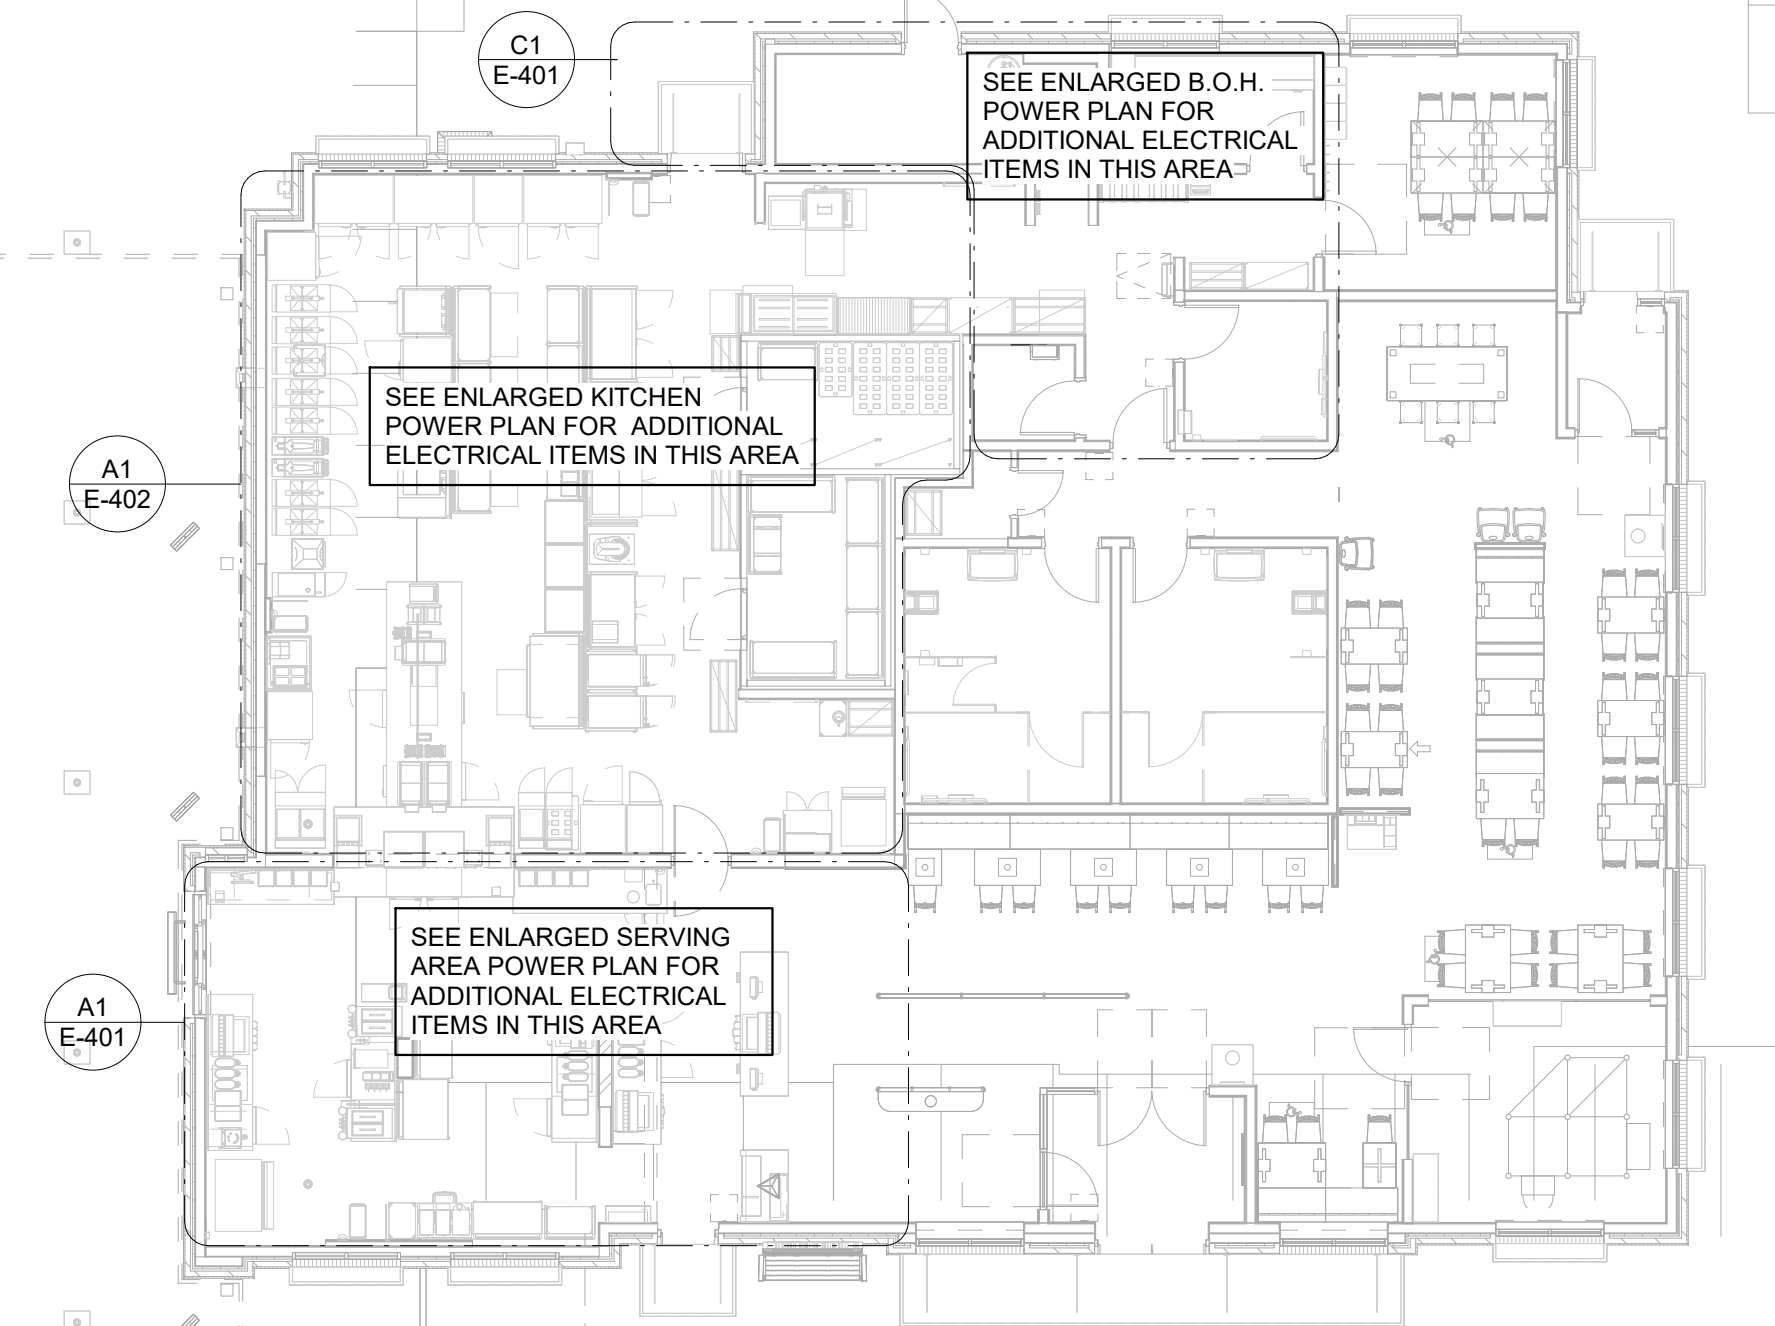 C1
E-401
SEE ENLARGED B.O.H.
POWER PLAN FOR
ADDITIONAL ELECTRICAL
ITEMS IN THIS AREA
SEE ENLARGED KITCHEN
POWER PLAN FOR ADDITIONAL
ELECTRICAL ITEMS IN THIS AREA
A1
E-402
SEE ENLARGED SERVING
AREA POWER PLAN FOR
ADDITIONAL ELECTRICAL
ITEMS IN THIS AREA
A1
E-401